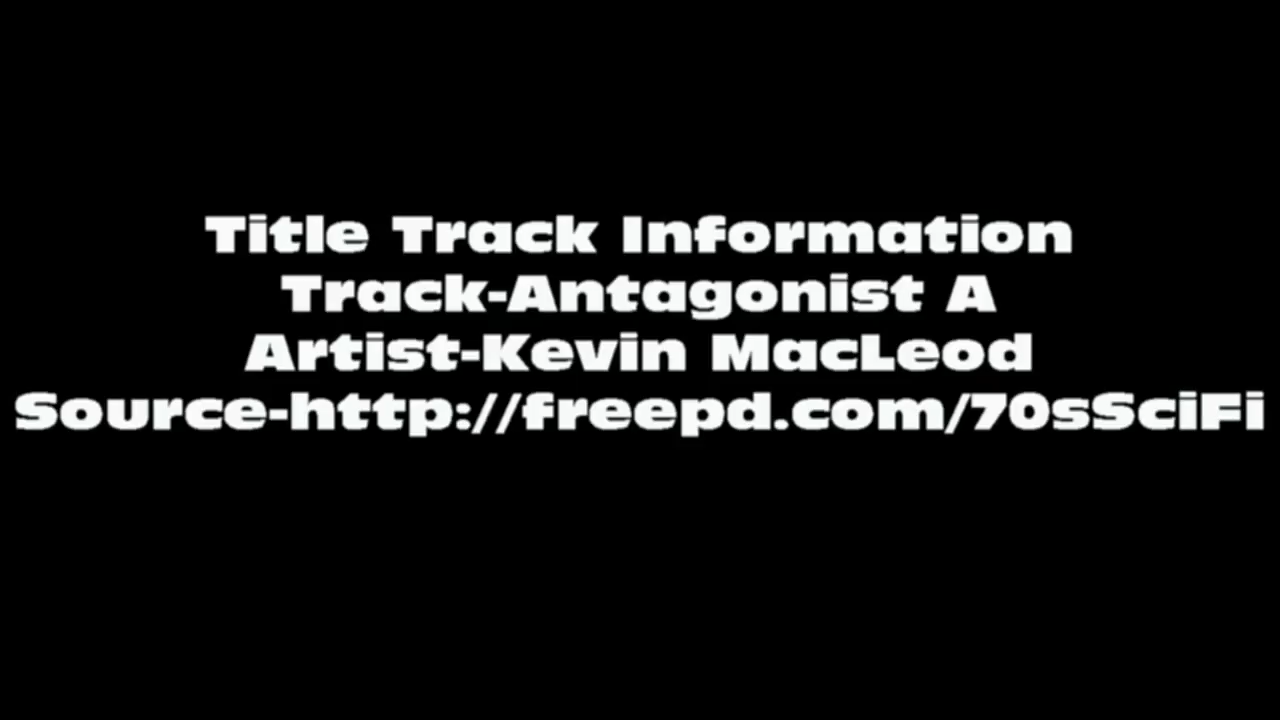 Title Track Information
Track-Antagonist A
Artist-Kevin MacLeod
Source-http://freepd.com/70sSciFi